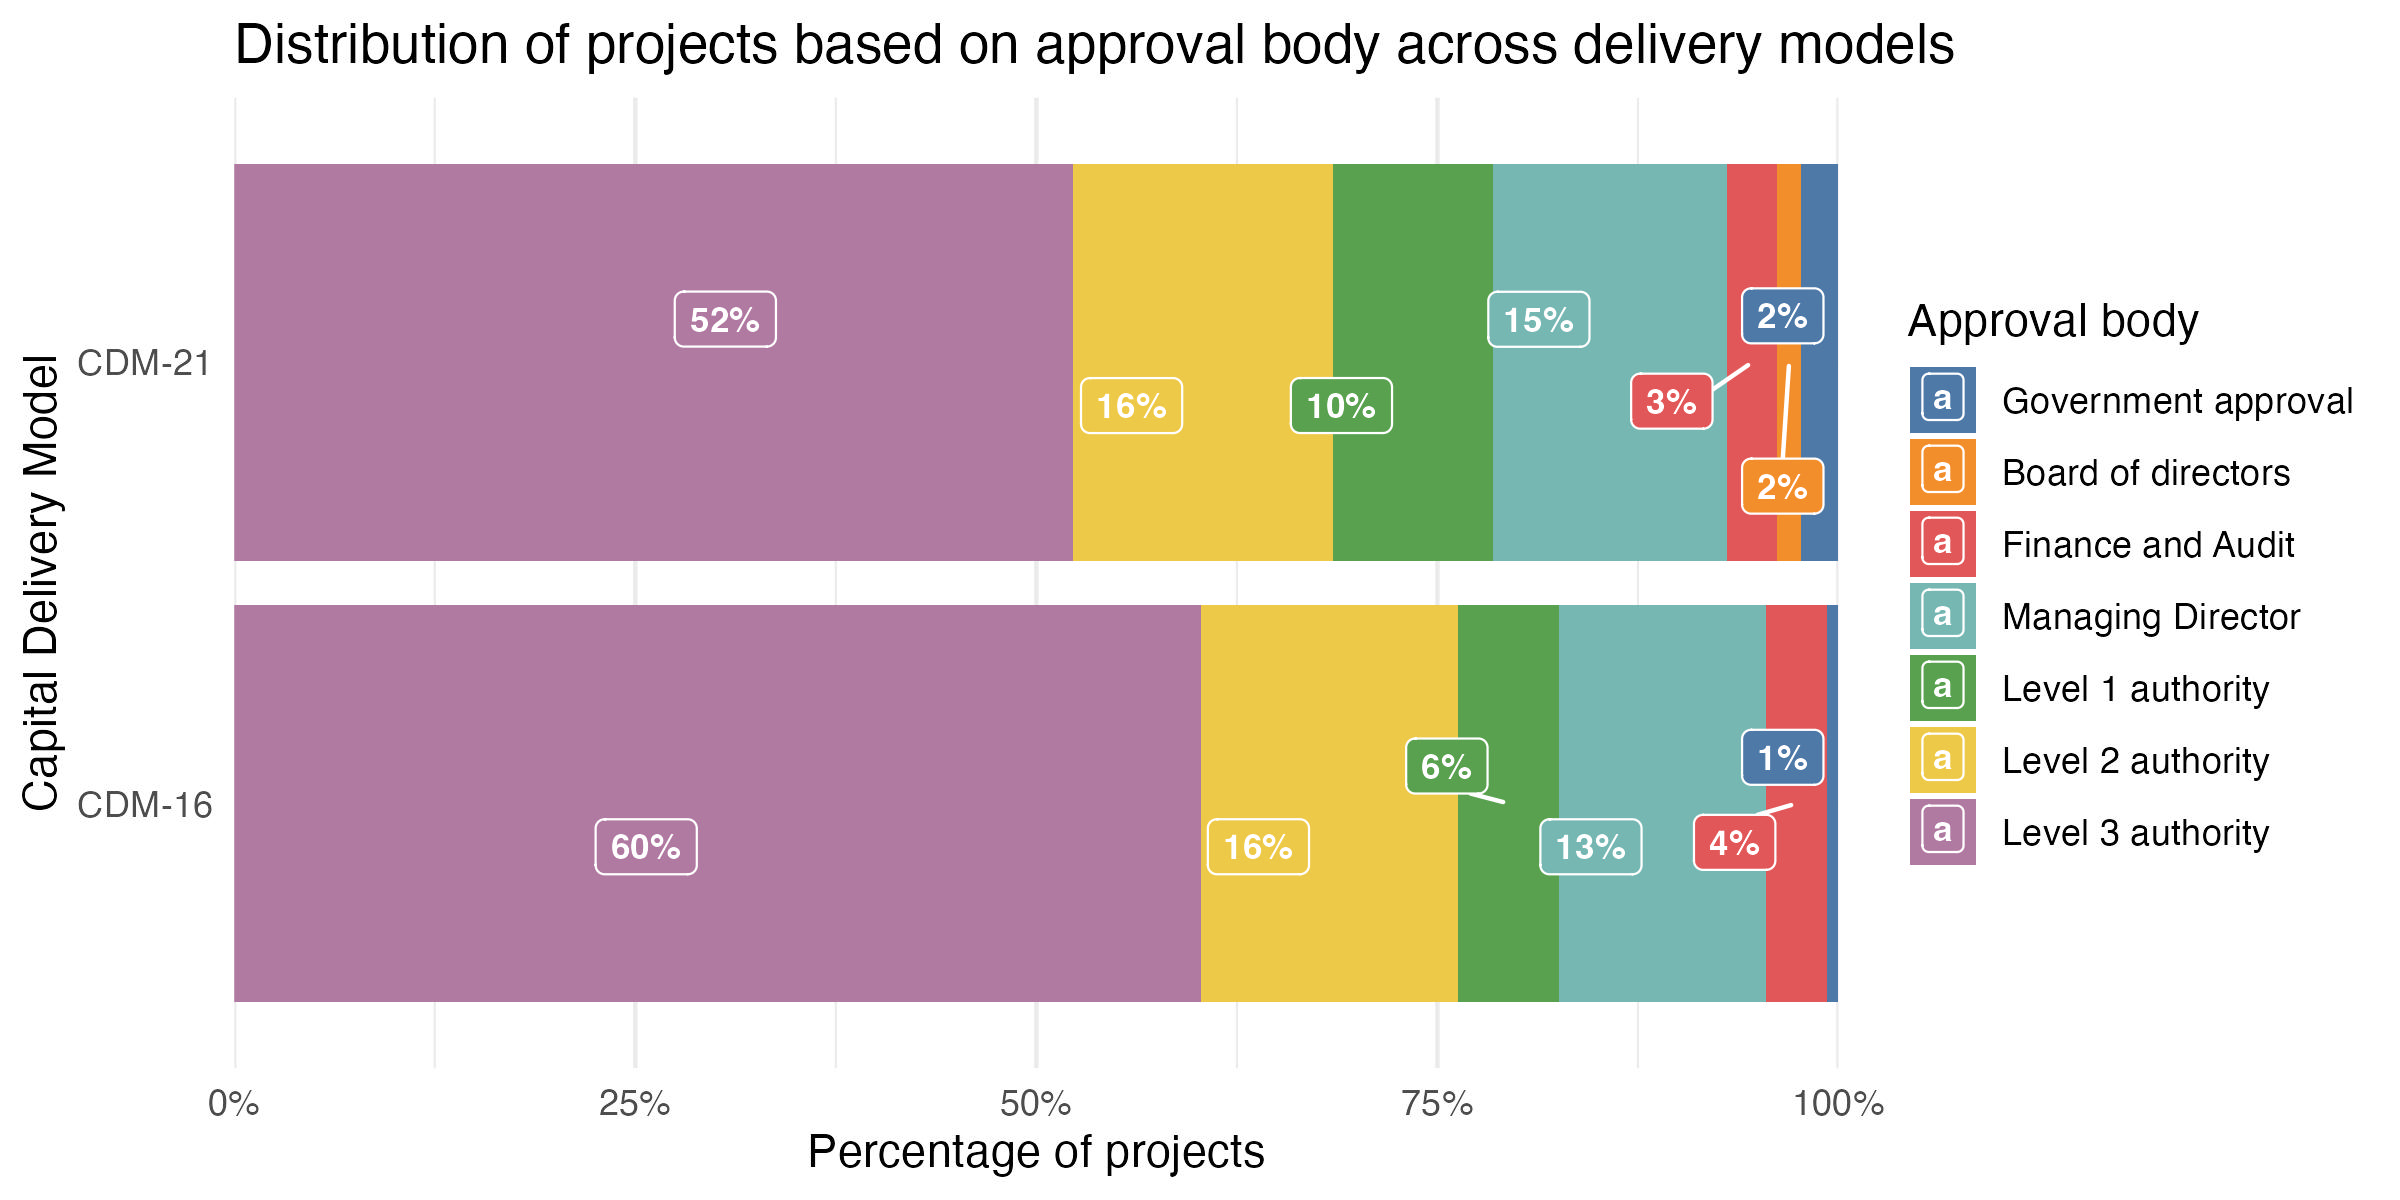 Distribution of projects based on approval body across delivery models
Capital Delivery Model
CDM-21
52%
16%
10%
15%
3%
2%
2%
CDM-16
60%
16%
6%
13%
4%
1%
0%
25%
50%
75%
100%
Percentage of projects
Approval body
a Government approval
a Board of directors
a Finance and Audit
a Managing Director
a Level 1 authority
a Level 2 authority
a Level 3 authority